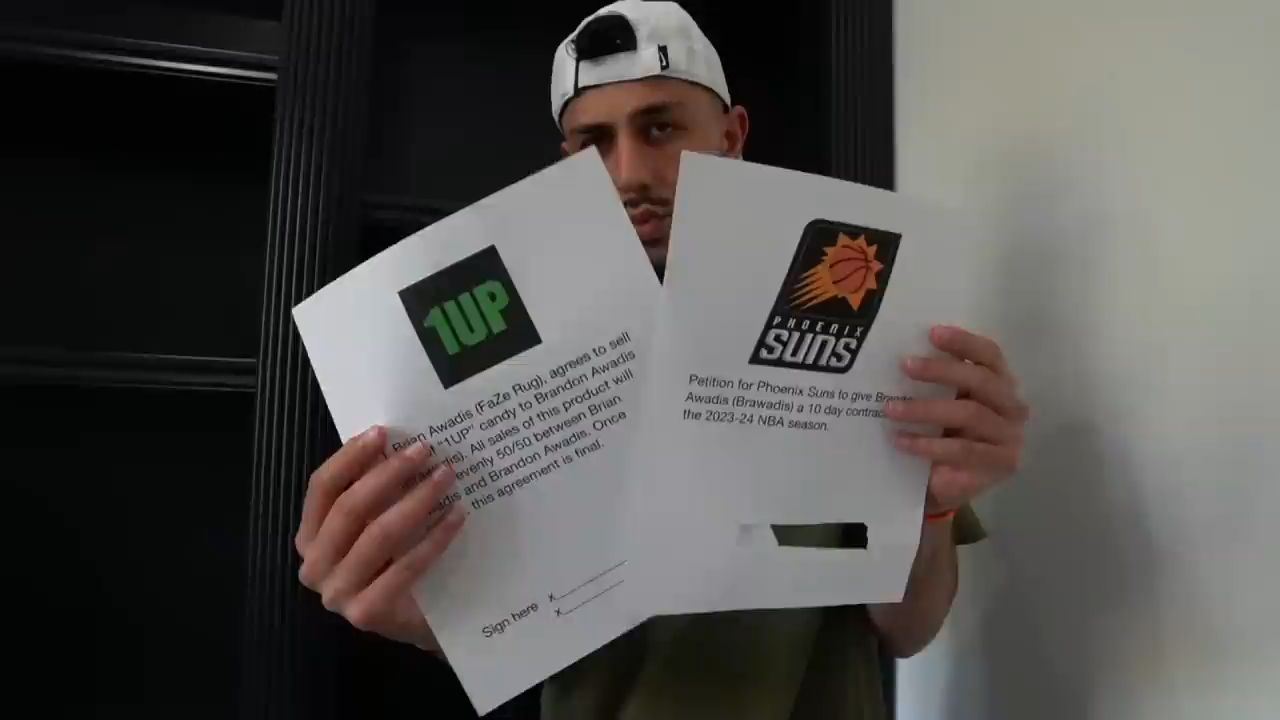 1UP
I, Brian Awadis (FaZe Rug), agrees to sell
of "1UP" candy to Brandon Awadis
All sales of this product will
evenly 50/50 between Brian
and Brandon Awadis. Once
this agreement is final.
Sign here x
x
PHOENIX
SUNS
Petition for Phoenix Suns to give
Awadis (Brawadis) a 10 day
the 2023-24 NBA season.